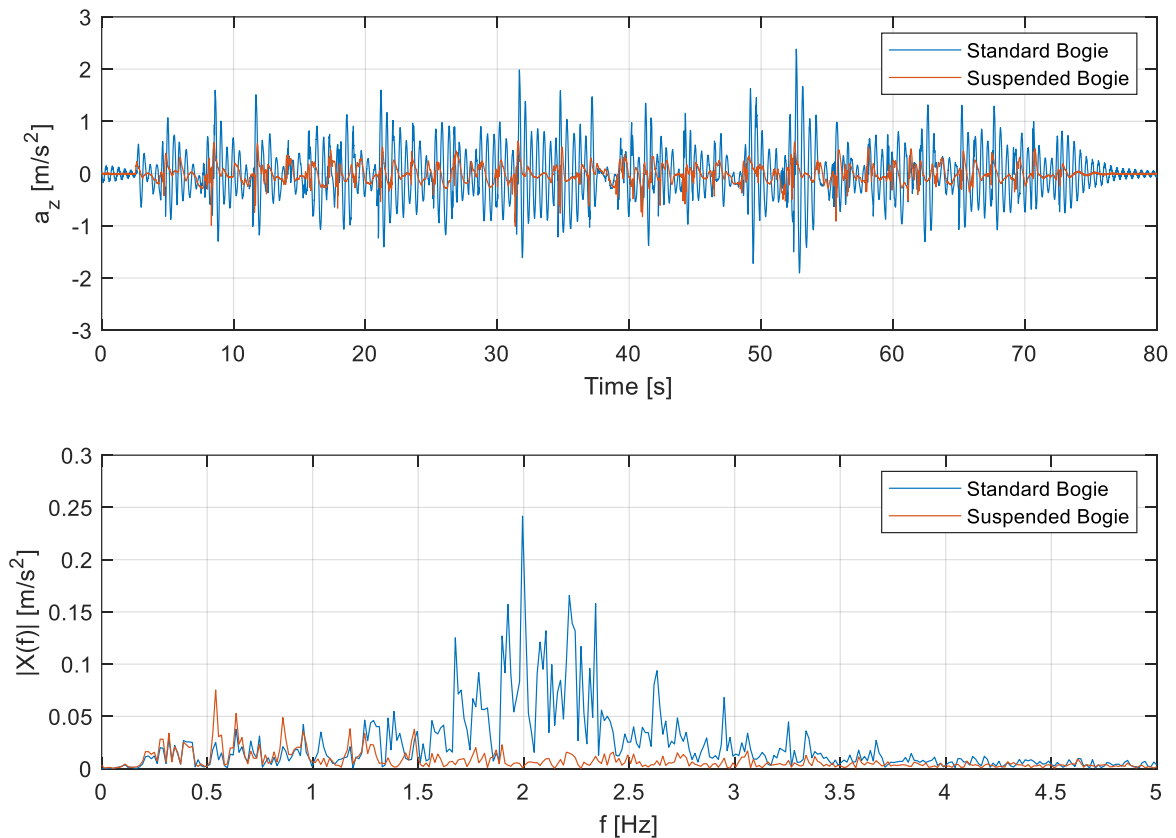 3
2
1
0
-1
-2
-3
a_z [m/s^2]
Standard Bogie
Suspended Bogie
0 10 20 30 40 50 60 70 80
Time [s]
0.3
0.25
0.2
0.15
0.1
0.05
0
|X(f)| [m/s^2]
Standard Bogie
Suspended Bogie
0 0.5 1 1.5 2 2.5 3 3.5 4 4.5 5
f [Hz]